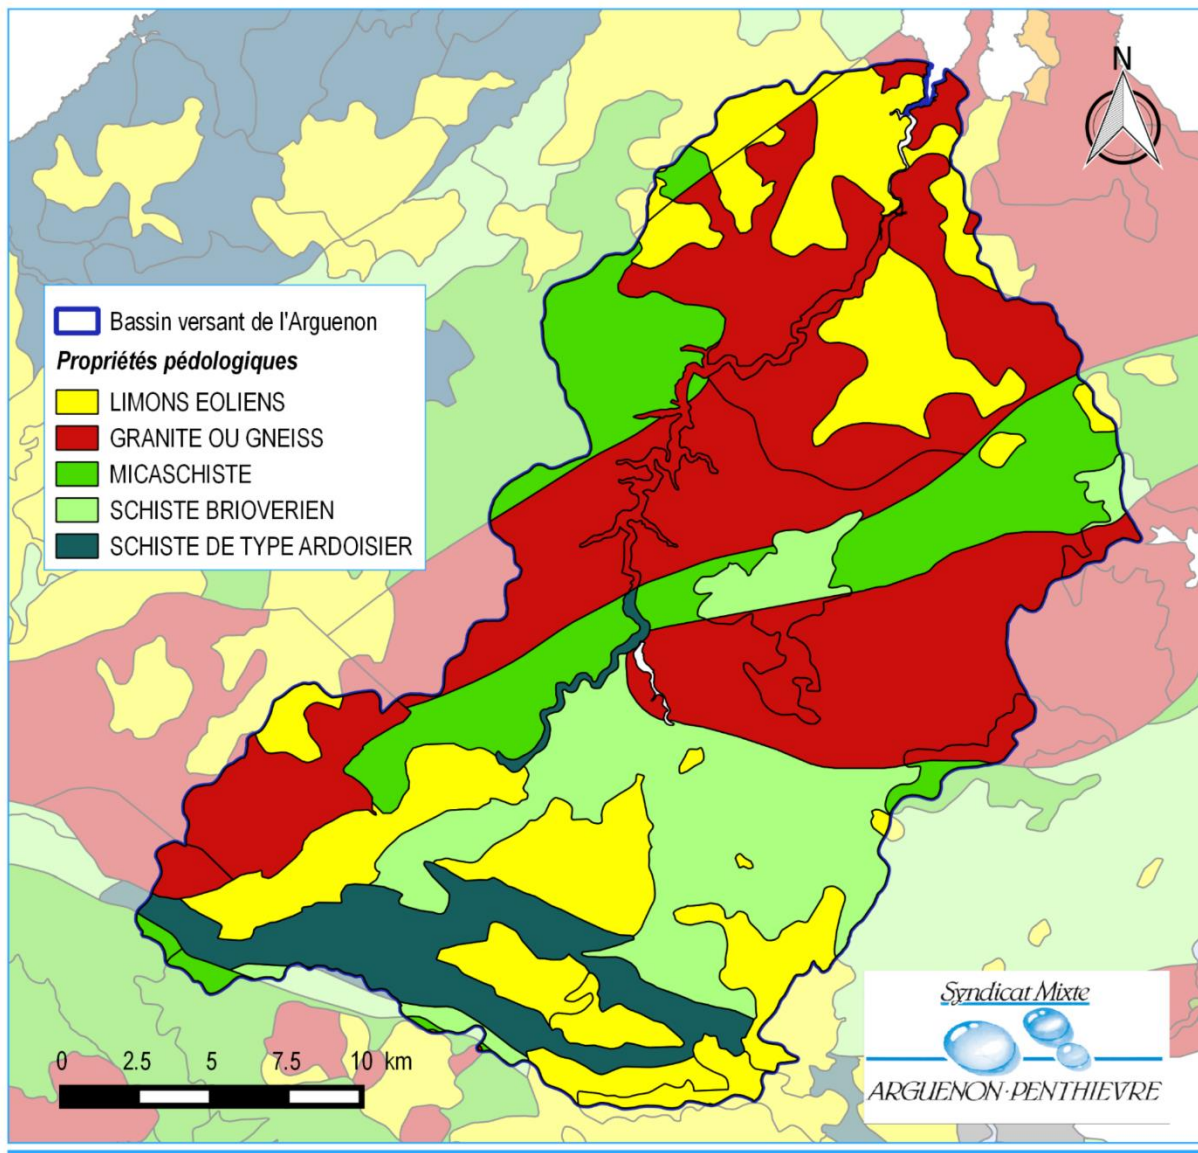 N
Bassin versant de l'Arguenon
Propriétés pédologiques
LIMONS EOLIENS
GRANITE OU GNEISS
MICASCHISTE
SCHISTE BRIOVERIEN
SCHISTE DE TYPE ARDOISIER
0 2.5 5 7.5 10 km
Syndicat Mixte
ARGUENON·PENTHIEVRE